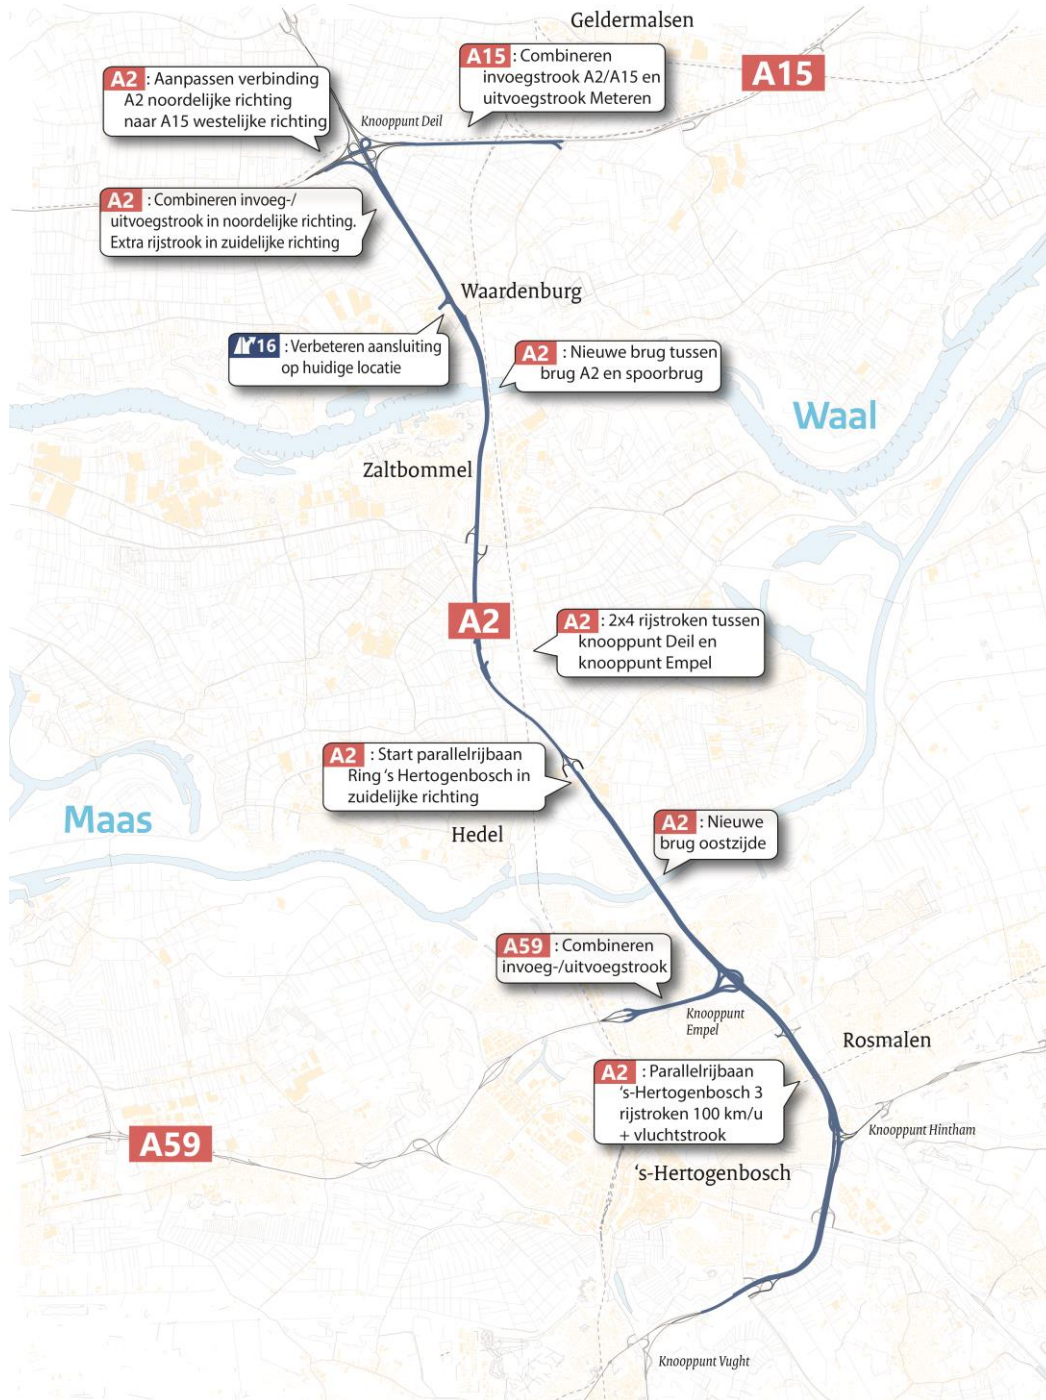 Geldermalsen
A15 : Combineren
invoegstrook A2/A15 en
uitvoegstrook Meteren
A15
A2 : Aanpassen verbinding
A2 noordelijke richting
naar A15 westelijke richting
Knooppunt Deil
A2 : Combineren invoeg-/
uitvoegstrook in noordelijke richting.
Extra rijstrook in zuidelijke richting
Waardenburg
16 : Verbeteren aansluiting
op huidige locatie
A2 : Nieuwe brug tussen
brug A2 en spoorbrug
Waal
Zaltbommel
A2
A2 : 2x4 rijstroken tussen
knooppunt Deil en
knooppunt Empel
A2 : Start parallelrijbaan
Ring ‘s Hertogenbosch in
zuidelijke richting
Maas
Hedel
A2 : Nieuwe
brug oostzijde
A59 : Combineren
invoeg-/uitvoegstrook
Knooppunt
Empel
Rosmalen
A2 : Parallelrijbaan
‘s-Hertogenbosch 3
rijstroken 100 km/u
+ vluchtstrook
Knooppunt Hintham
A59
‘s-Hertogenbosch
Knooppunt Vught